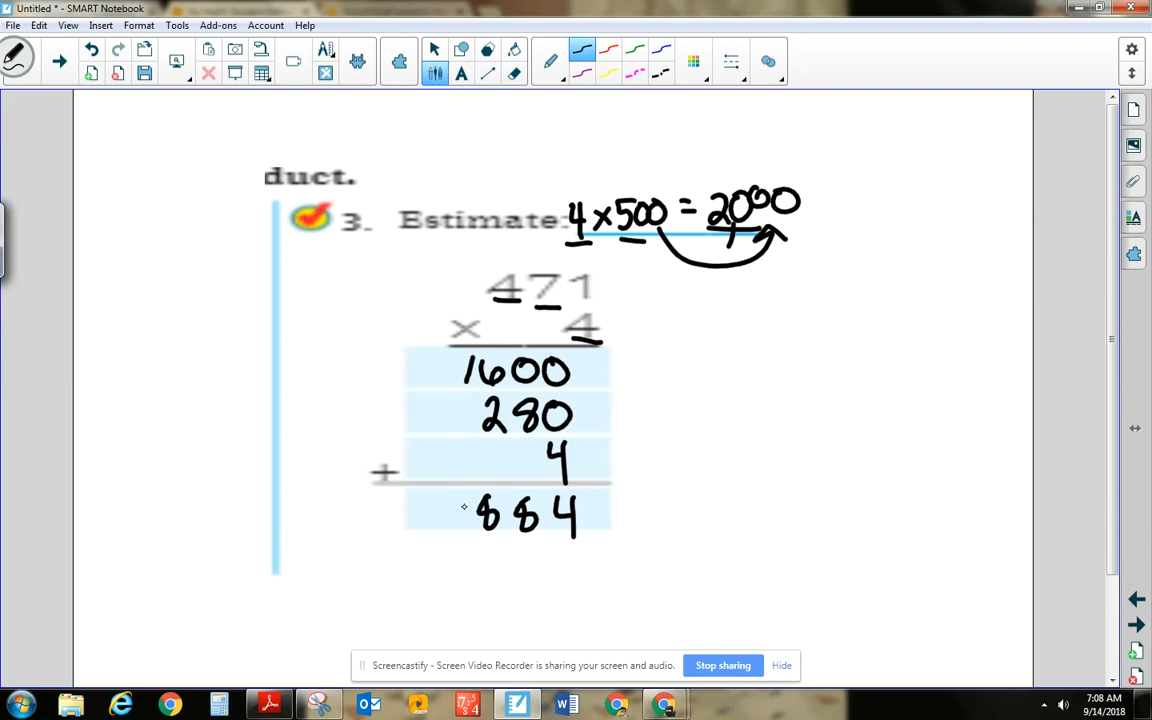 Untitled * - SMART Notebook
File Edit View Insert Format Tools Add-ons Account Help
duct.
3. Estimate: 4 x 500 = 2000
471
x 4
1600
280
+ 4
884
Screencastify - Screen Video Recorder is sharing your screen and audio. Stop sharing Hide
7:08 AM
9/14/2018